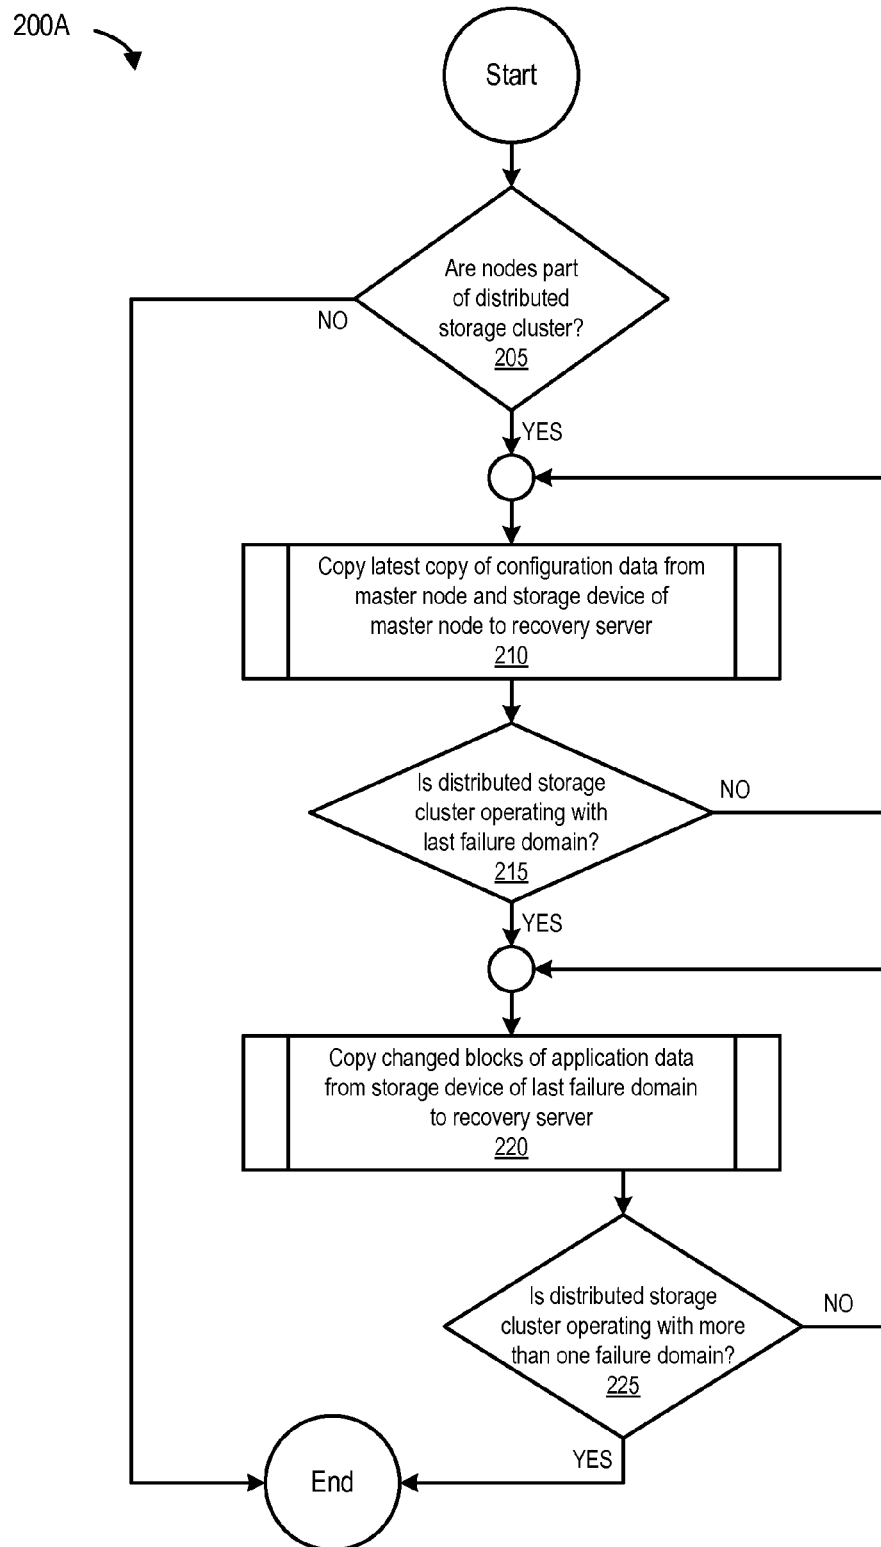 200A
Start
Are nodes part
of distributed
storage cluster?
205
NO
YES
Copy latest copy of configuration data from
master node and storage device of
master node to recovery server
210
Is distributed storage
cluster operating with
last failure domain?
215
NO
YES
Copy changed blocks of application data
from storage device of last failure domain
to recovery server
220
Is distributed storage
cluster operating with more
than one failure domain?
225
NO
YES
End